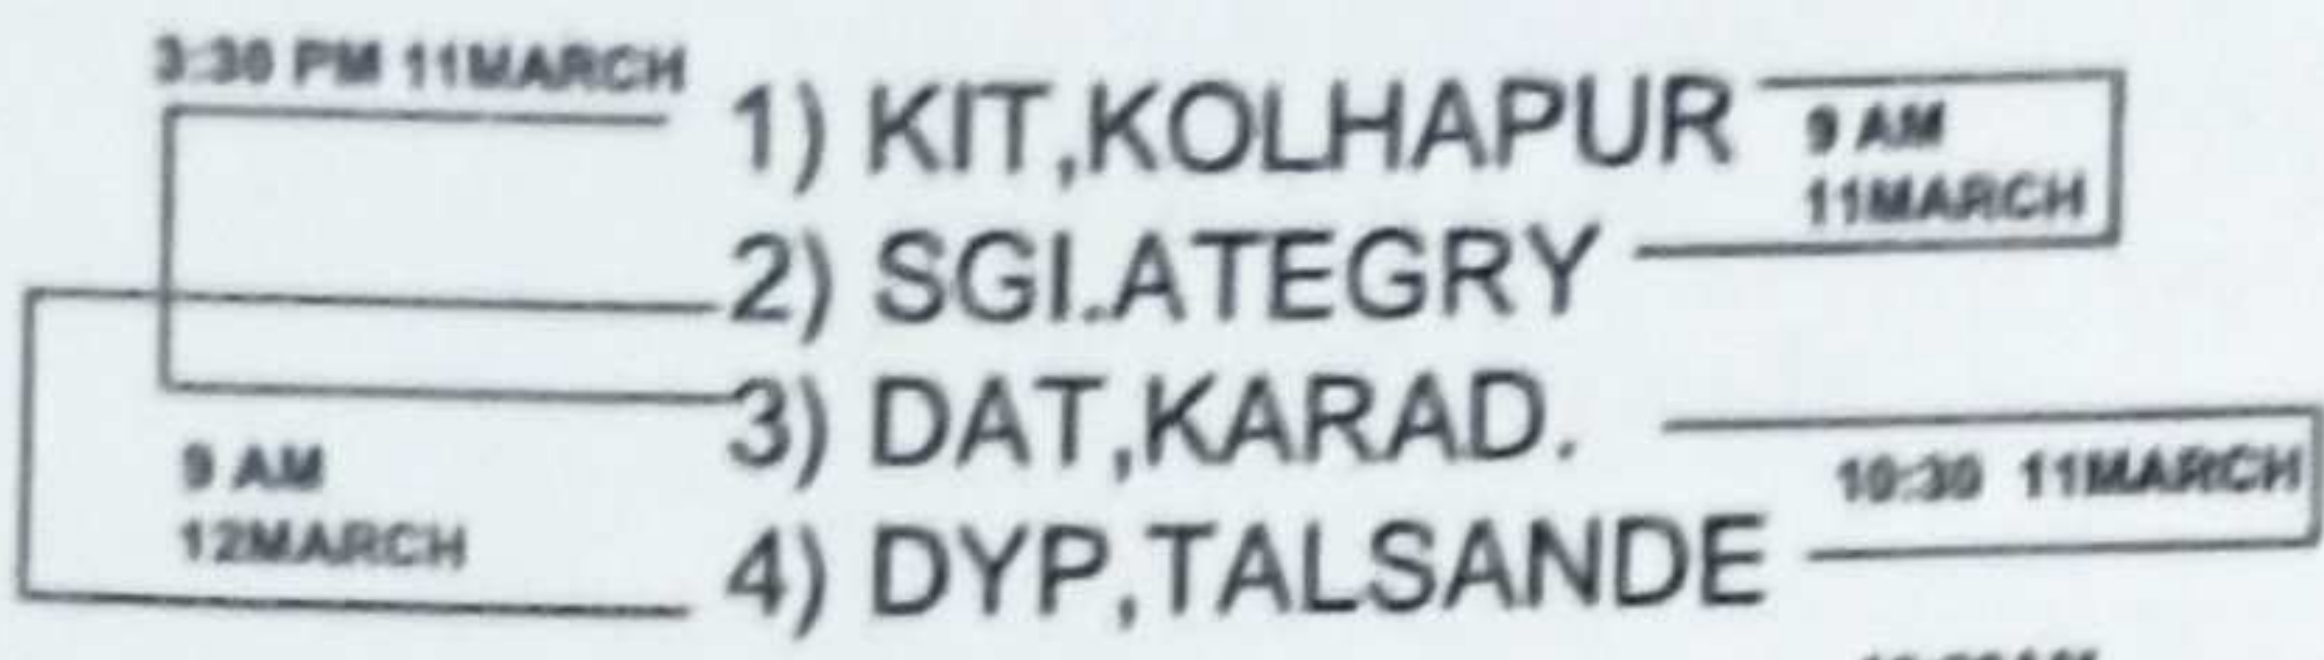 3:30 PM 11MARCH
1) KIT,KOLHAPUR
9 AM
11MARCH
2) SGI.ATEGRY
3) DAT,KARAD.
9 AM
12MARCH
10:30 11MARCH
4) DYP,TALSANDE